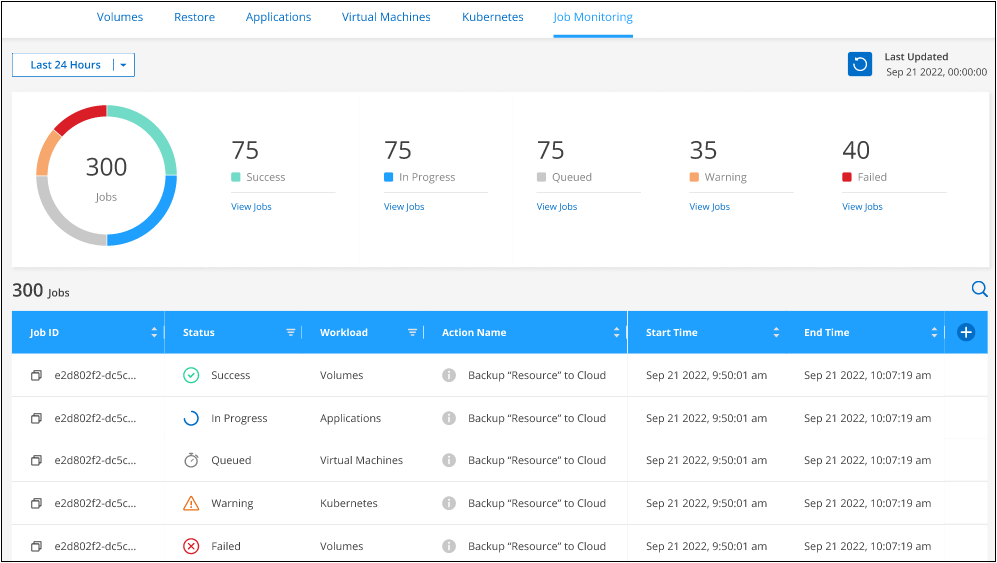 Volumes Restore Applications Virtual Machines Kubernetes Job Monitoring
Last 24 Hours
Last Updated
Sep 21 2022, 00:00:00
300
Jobs
75 75 75 35 40
Success In Progress Queued Warning Failed
View Jobs View Jobs View Jobs View Jobs View Jobs
300 Jobs
Job ID Status Workload Action Name Start Time End Time
e2d802f2-dc5c... Success Volumes Backup “Resource” to Cloud Sep 21 2022, 9:50:01 am Sep 21 2022, 10:07:19 am
e2d802f2-dc5c... In Progress Applications Backup “Resource” to Cloud Sep 21 2022, 9:50:01 am Sep 21 2022, 10:07:19 am
e2d802f2-dc5c... Queued Virtual Machines Backup “Resource” to Cloud Sep 21 2022, 9:50:01 am Sep 21 2022, 10:07:19 am
e2d802f2-dc5c... Warning Kubernetes Backup “Resource” to Cloud Sep 21 2022, 9:50:01 am Sep 21 2022, 10:07:19 am
e2d802f2-dc5c... Failed Volumes Backup “Resource” to Cloud Sep 21 2022, 9:50:01 am Sep 21 2022, 10:07:19 am